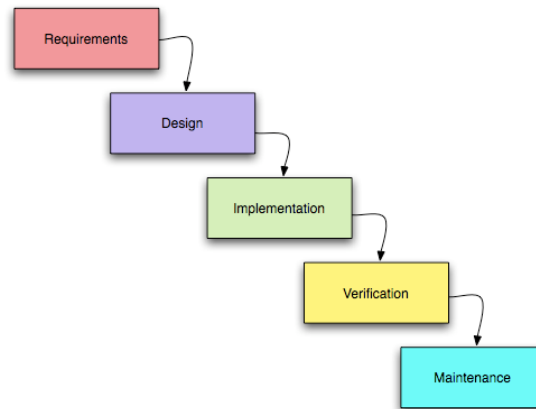 Requirements
Design
Implementation
Verification
Maintenance